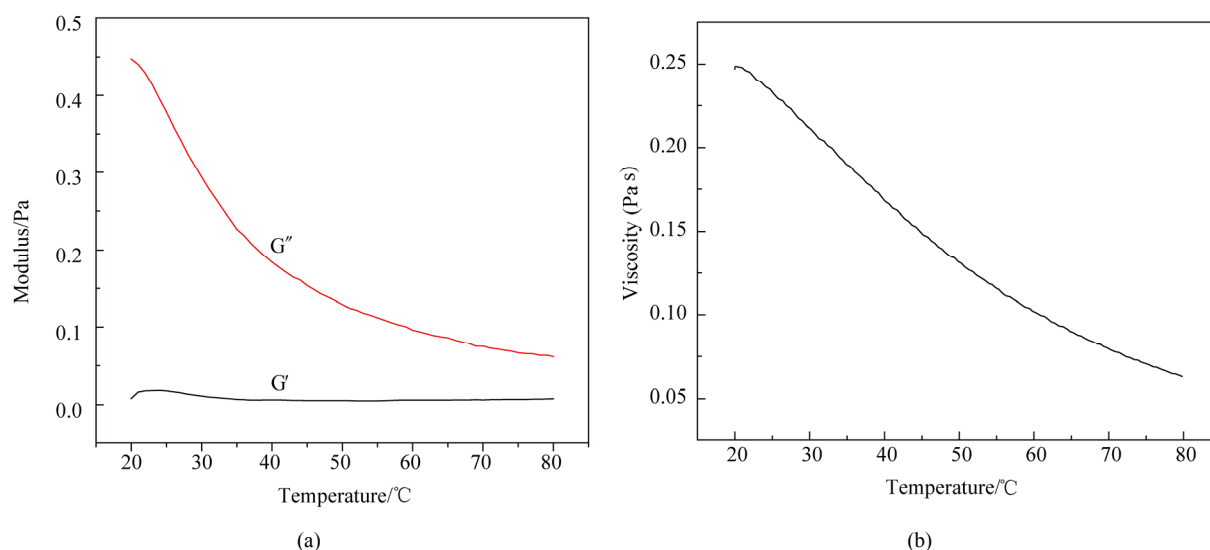 0.5
0.4
0.3
0.2
0.1
0.0
Modulus/Pa
G″
G′
20 30 40 50 60 70 80
Temperature/℃
(a)
0.25
0.20
0.15
0.10
0.05
Viscosity (Pa s)
20 30 40 50 60 70 80
Temperature/℃
(b)